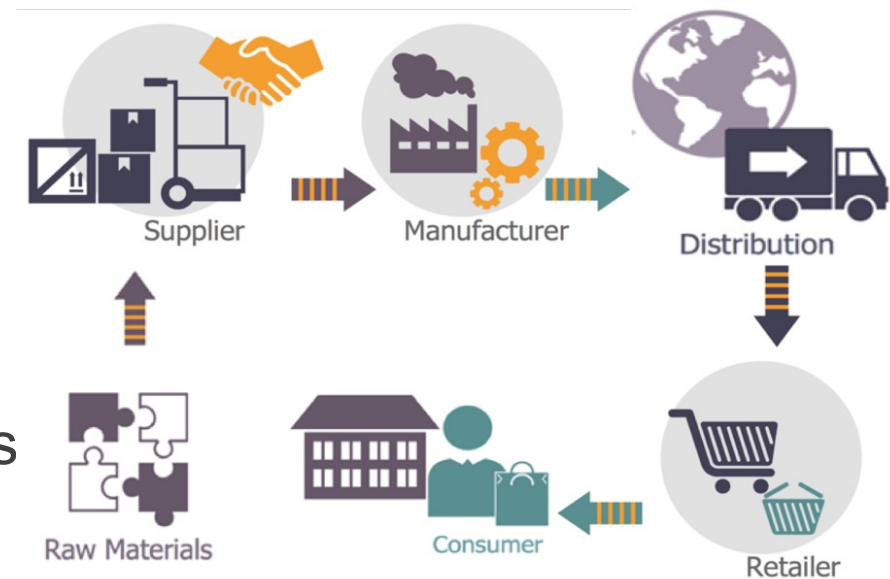 Supplier
Manufacturer
Distribution
s
Raw Materials
Consumer
Retailer